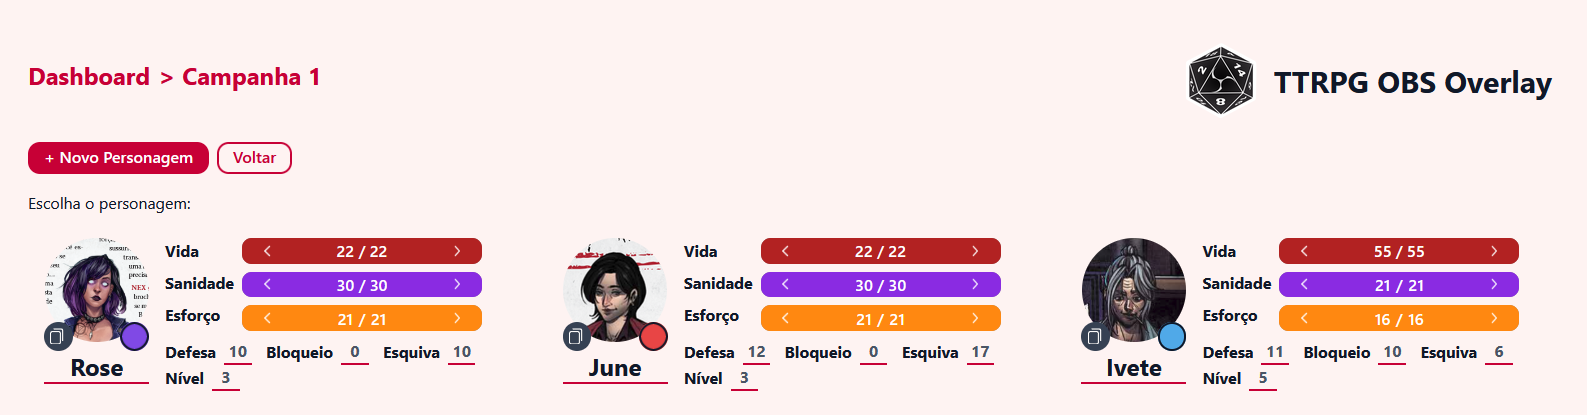 Dashboard > Campanha 1
TTRPG OBS Overlay
+ Novo Personagem
Voltar
Escolha o personagem:
Vida 22 / 22
Sanidade 30 / 30
Esforço 21 / 21
Defesa 10 Bloqueio 0 Esquiva 10
Nível 3
Rose
Vida 22 / 22
Sanidade 30 / 30
Esforço 21 / 21
Defesa 12 Bloqueio 0 Esquiva 17
Nível 3
June
Vida 55 / 55
Sanidade 21 / 21
Esforço 16 / 16
Defesa 11 Bloqueio 10 Esquiva 6
Nível 5
Ivete